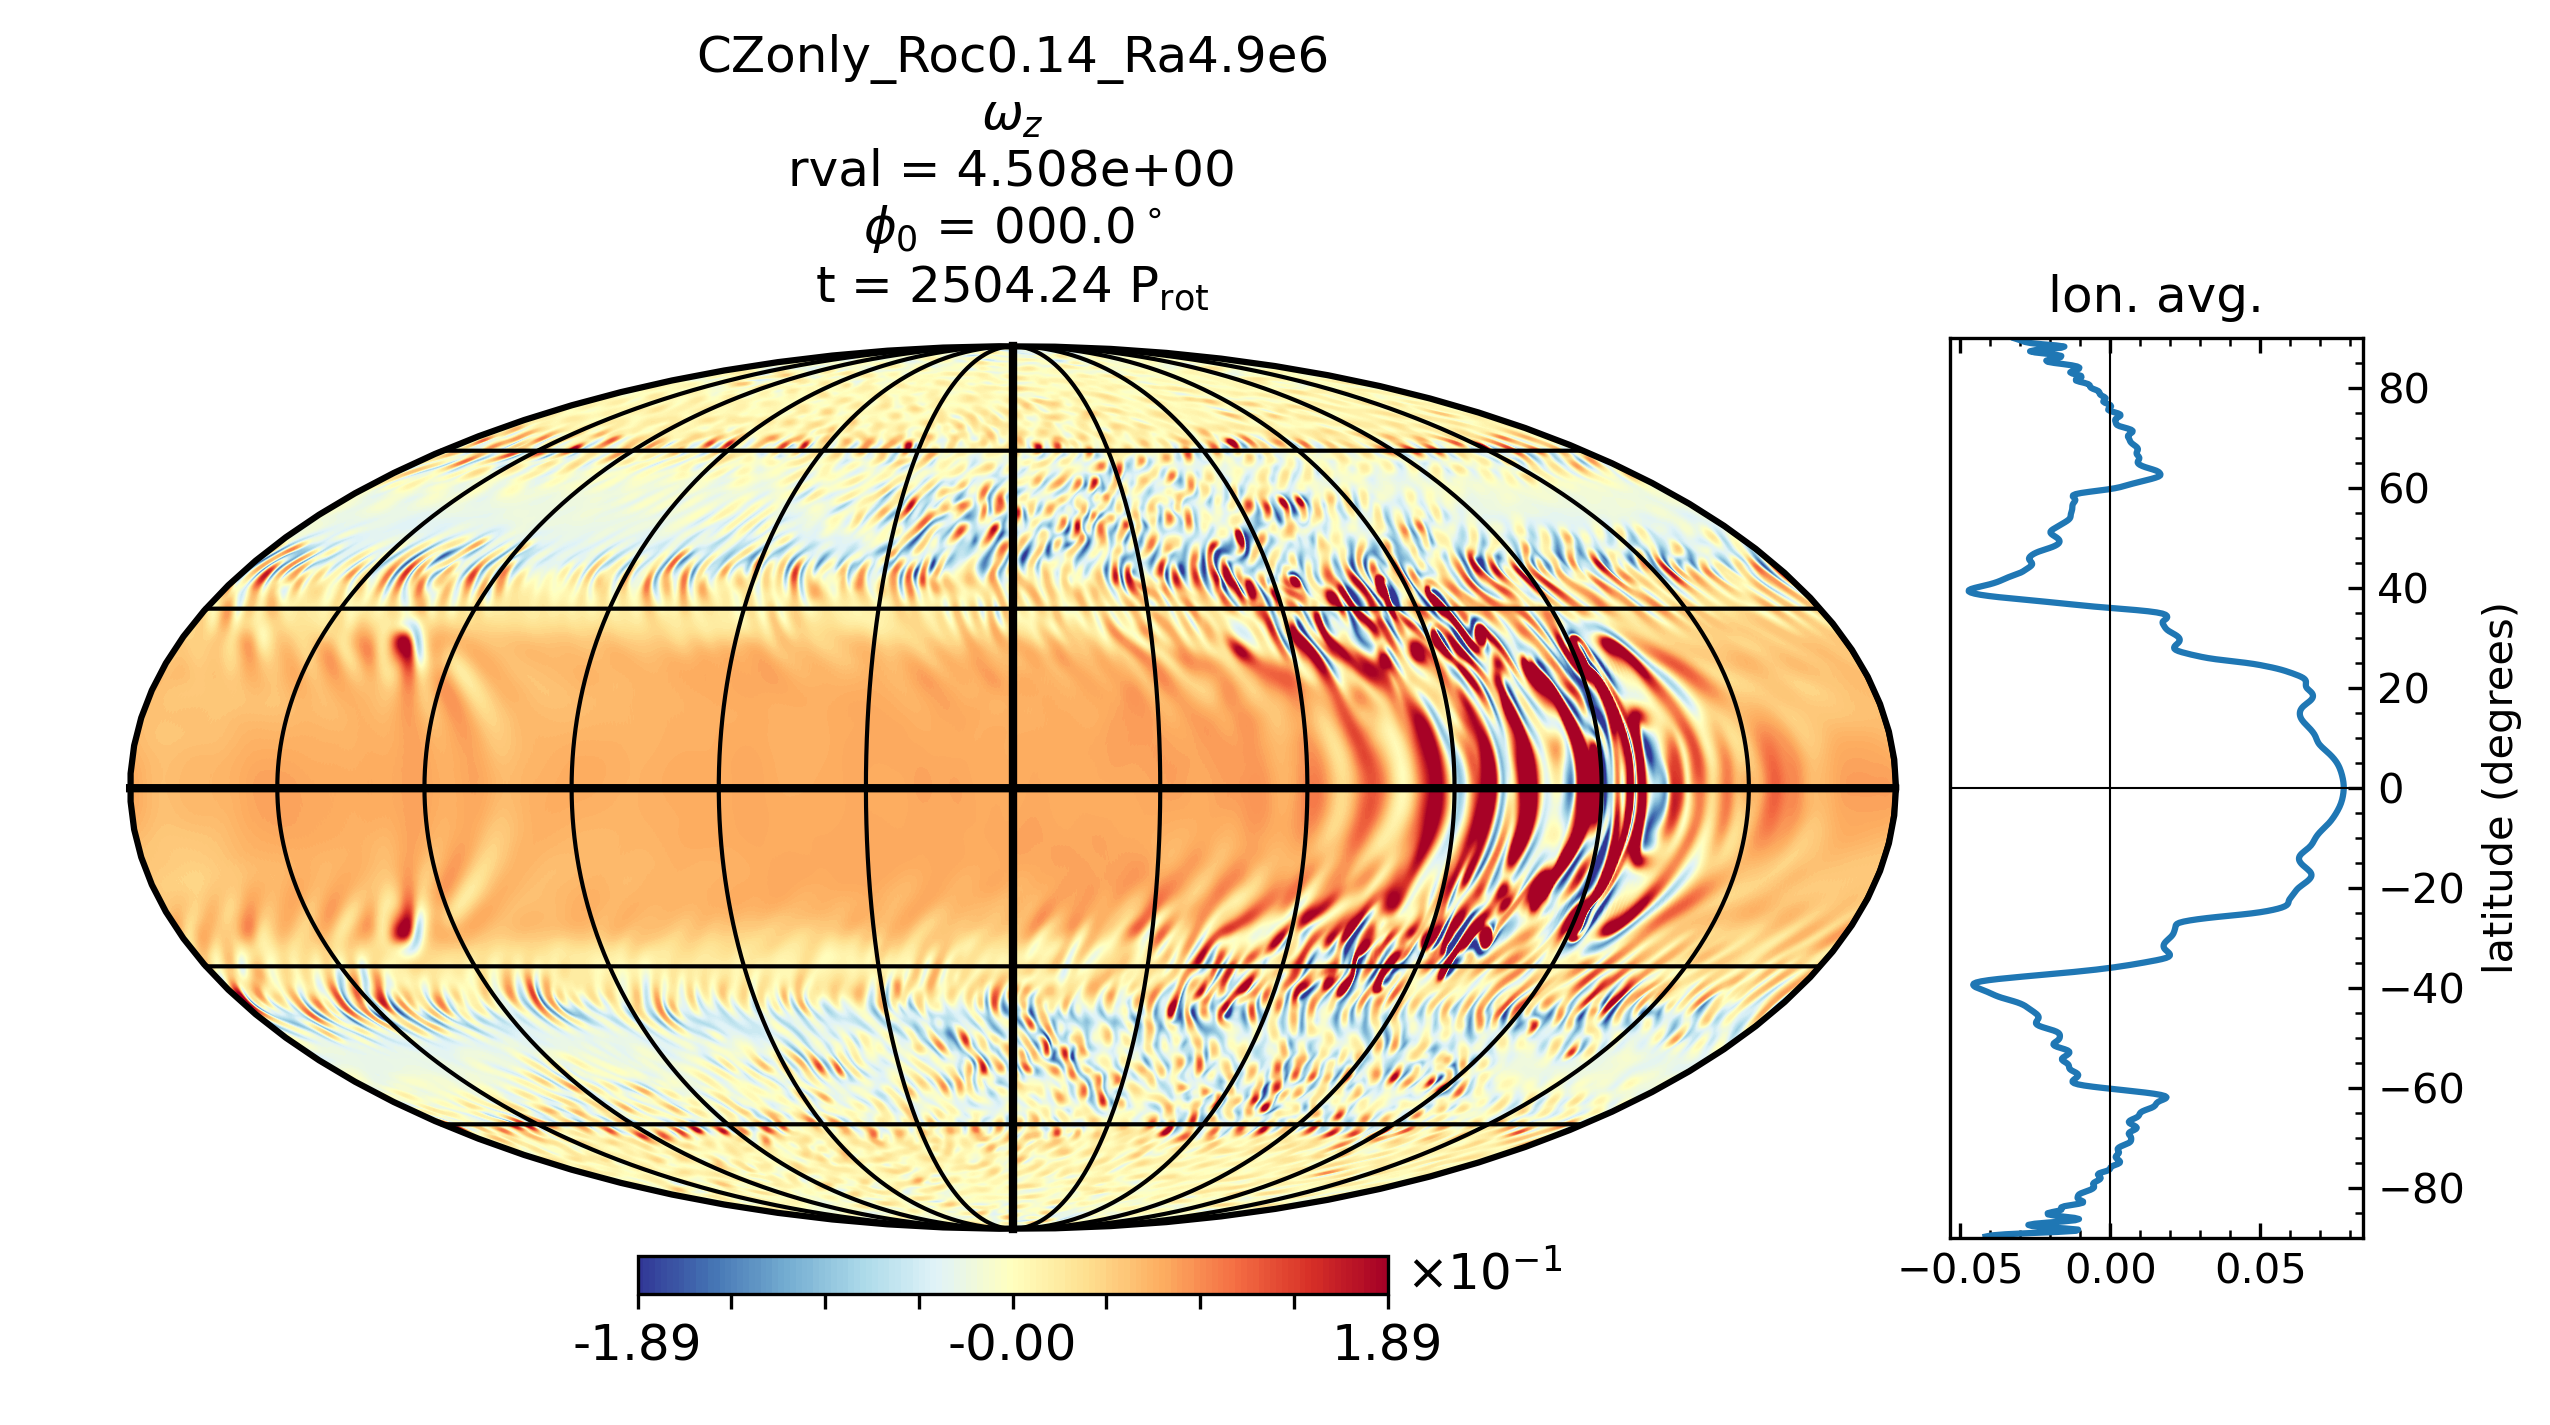 CZonly_Roc0.14_Ra4.9e6
ω_z
rval = 4.508e+00
ϕ₀ = 000.0°
t = 2504.24 P_rot
lon. avg.
80
60
40
20
0
−20
−40
−60
−80
latitude (degrees)
−0.05 0.00 0.05
×10⁻¹
-1.89 -0.00 1.89